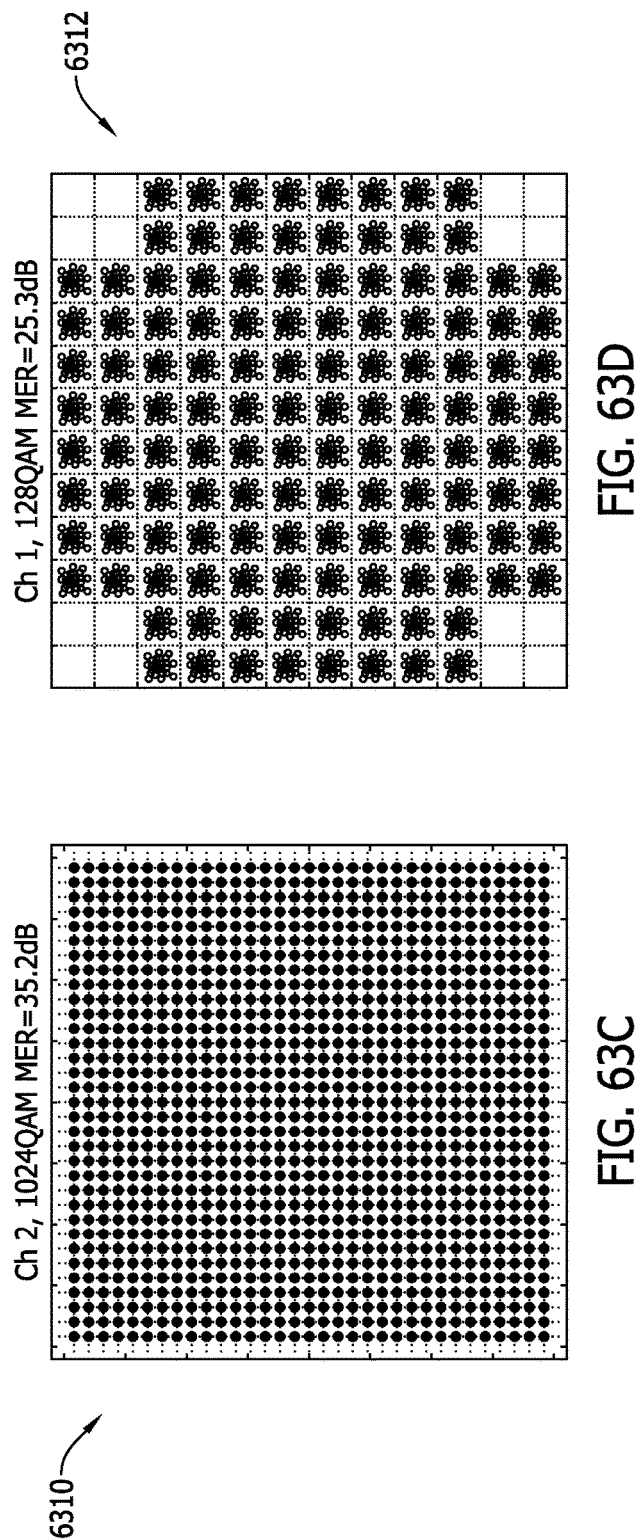 6310
Ch 2, 1024QAM MER=35.2dB
FIG. 63C
6312
Ch 1, 128QAM MER=25.3dB
FIG. 63D